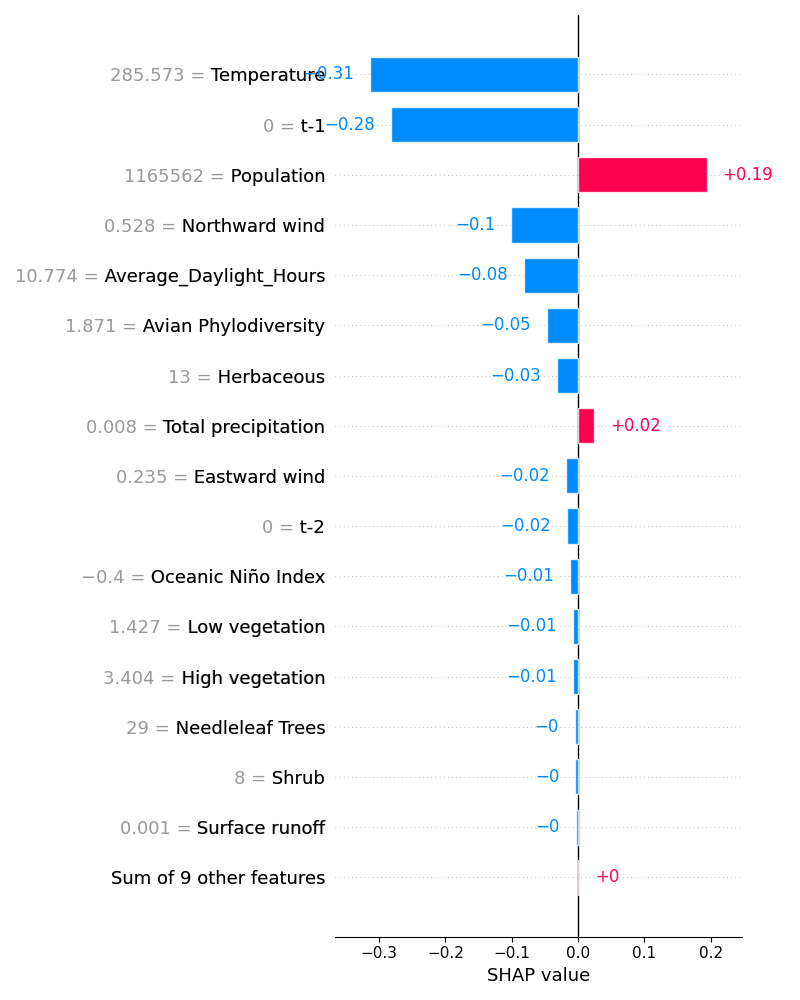 285.573 = Temperature −0.31
0 = t-1 −0.28
1165562 = Population +0.19
0.528 = Northward wind −0.1
10.774 = Average_Daylight_Hours −0.08
1.871 = Avian Phylodiversity −0.05
13 = Herbaceous −0.03
0.008 = Total precipitation +0.02
0.235 = Eastward wind −0.02
0 = t-2 −0.02
−0.4 = Oceanic Niño Index −0.01
1.427 = Low vegetation −0.01
3.404 = High vegetation −0.01
29 = Needleleaf Trees −0
8 = Shrub −0
0.001 = Surface runoff −0
Sum of 9 other features +0
−0.3 −0.2 −0.1 0.0 0.1 0.2
SHAP value